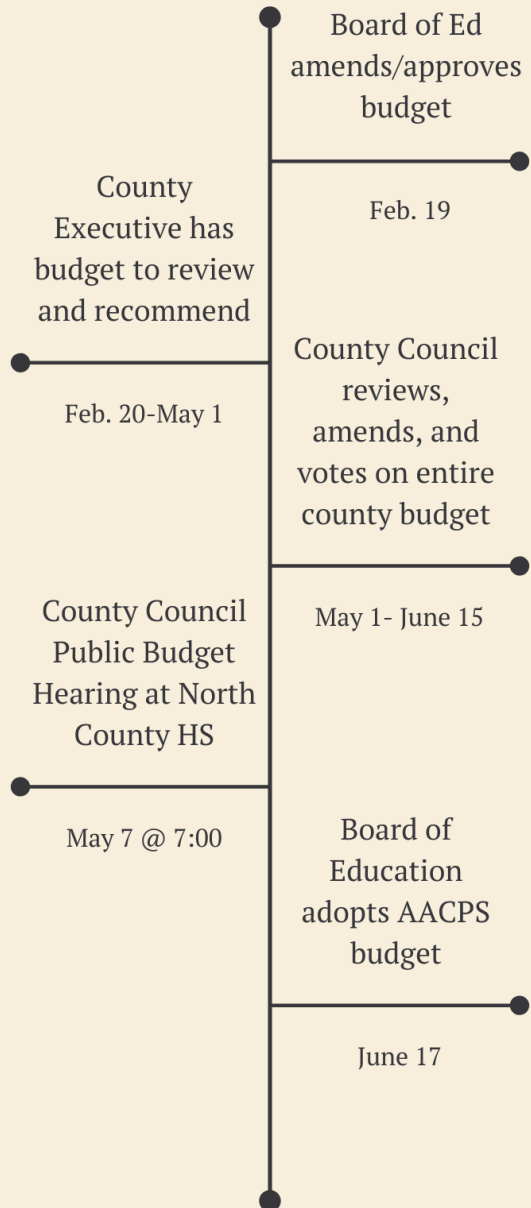 Board of Ed
amends/approves
budget
Feb. 19
County
Executive has
budget to review
and recommend
Feb. 20-May 1
County Council
reviews,
amends, and
votes on entire
county budget
May 1- June 15
County Council
Public Budget
Hearing at North
County HS
May 7 @ 7:00
Board of
Education
adopts AACPS
budget
June 17